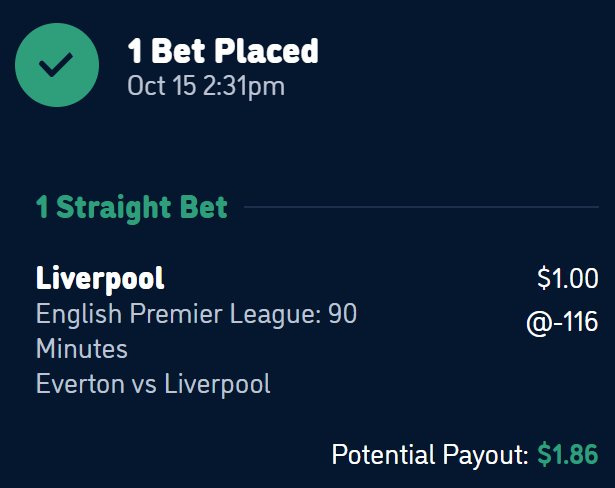 1 Bet Placed
Oct 15 2:31pm
1 Straight Bet
Liverpool
$1.00
English Premier League: 90
@-116
Minutes
Everton vs Liverpool
Potential Payout: $1.86